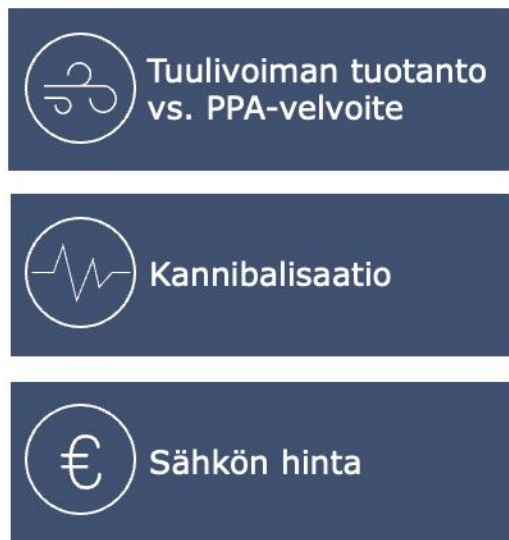 Tuulivoiman tuotanto
vs. PPA-velvoite
Kannibalisaatio
€
Sähkön hinta